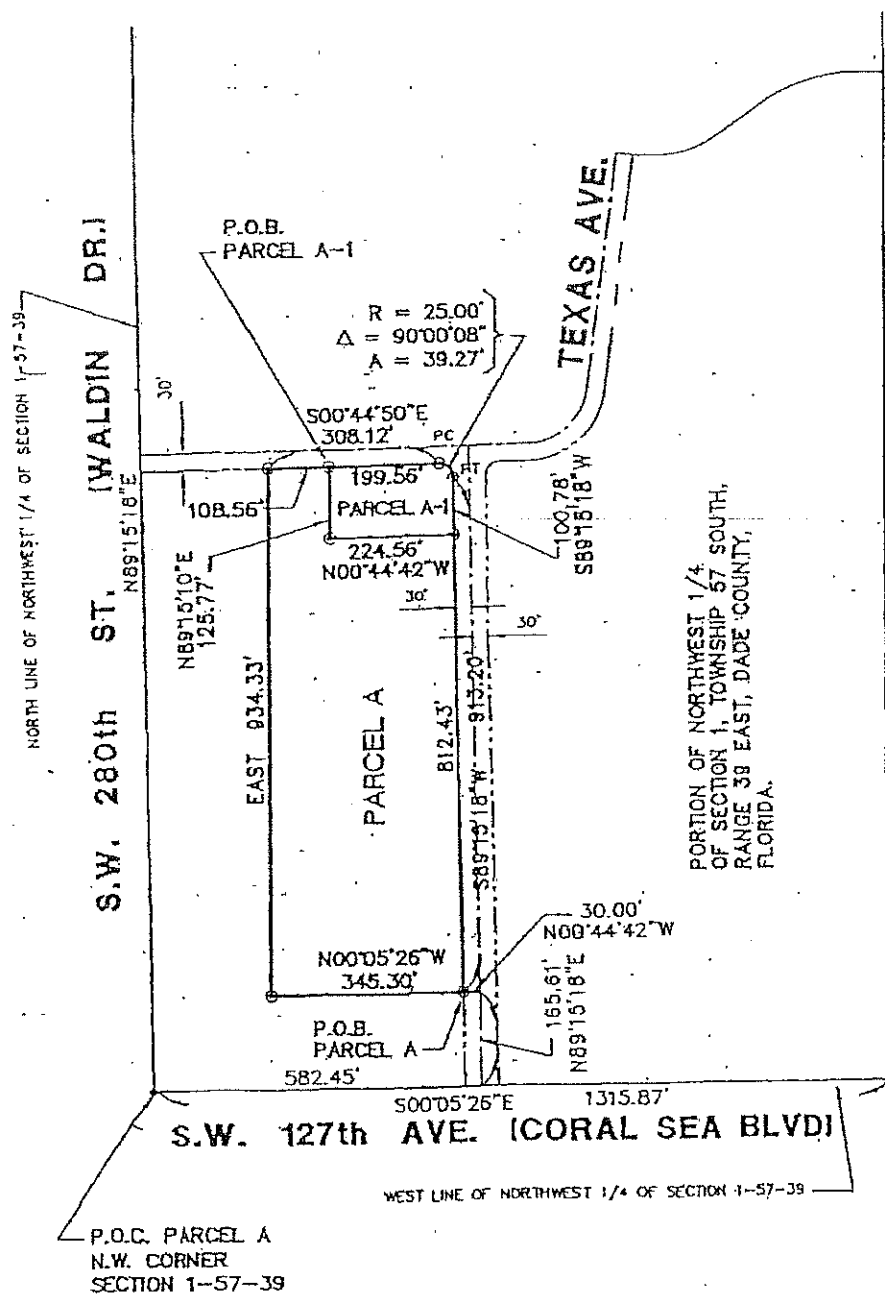 P.O.B.
PARCEL A-1
R = 25.00'
Δ = 90°00'08"
A = 39.27'
TEXAS AVE.
S.W. 280th ST. (WALDIN DR.)
NORTH LINE OF NORTHWEST 1/4 OF SECTION 1-57-39
30'
N89°15'18"E
S00°44'50"E
308.12'
PC
PT
199.56'
108.56'
PARCEL A-1
224.56'
N00°44'42"W
N89°15'10"E
125.77'
100.78'
S89°15'18"W
30'
30'
EAST 934.33'
PARCEL A
812.43'
S89°15'18"W 913.20'
PORTION OF NORTHWEST 1/4
OF SECTION 1, TOWNSHIP 57 SOUTH,
RANGE 39 EAST, DADE COUNTY,
FLORIDA.
30.00'
N00°44'42"W
N00°05'26"W
345.30'
165.61'
N89°15'18"E
P.O.B.
PARCEL A
582.45'
S00°05'26"E
1315.87'
S.W. 127th AVE. (CORAL SEA BLVD)
WEST LINE OF NORTHWEST 1/4 OF SECTION 1-57-39
P.O.C. PARCEL A
N.W. CORNER
SECTION 1-57-39